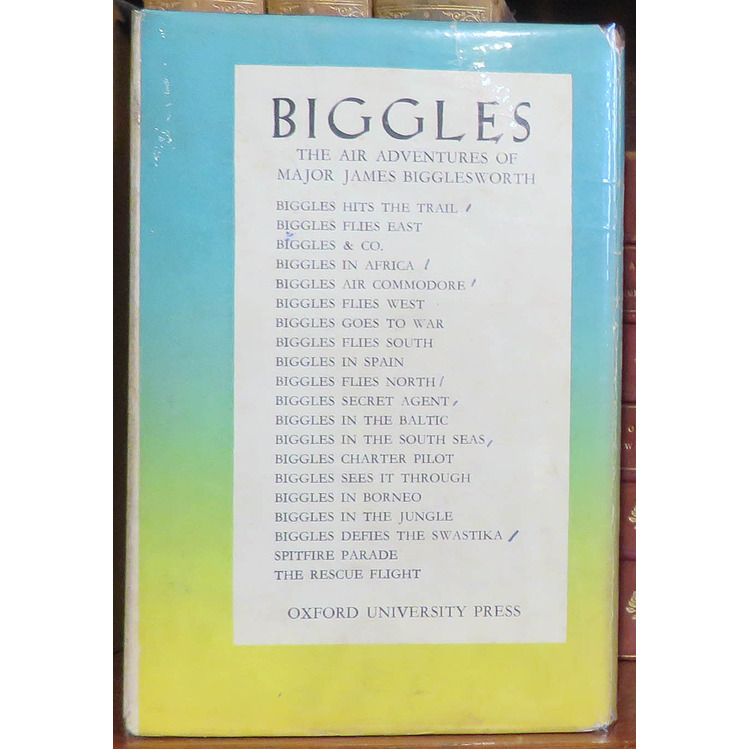 BIGGLES
THE AIR ADVENTURES OF
MAJOR JAMES BIGGLESWORTH
BIGGLES HITS THE TRAIL
BIGGLES FLIES EAST
BIGGLES & CO.
BIGGLES IN AFRICA
BIGGLES AIR COMMODORE
BIGGLES FLIES WEST
BIGGLES GOES TO WAR
BIGGLES FLIES SOUTH
BIGGLES IN SPAIN
BIGGLES FLIES NORTH
BIGGLES SECRET AGENT
BIGGLES IN THE BALTIC
BIGGLES IN THE SOUTH SEAS
BIGGLES CHARTER PILOT
BIGGLES SEES IT THROUGH
BIGGLES IN BORNEO
BIGGLES IN THE JUNGLE
BIGGLES DEFIES THE SWASTIKA
SPITFIRE PARADE
THE RESCUE FLIGHT
OXFORD UNIVERSITY PRESS